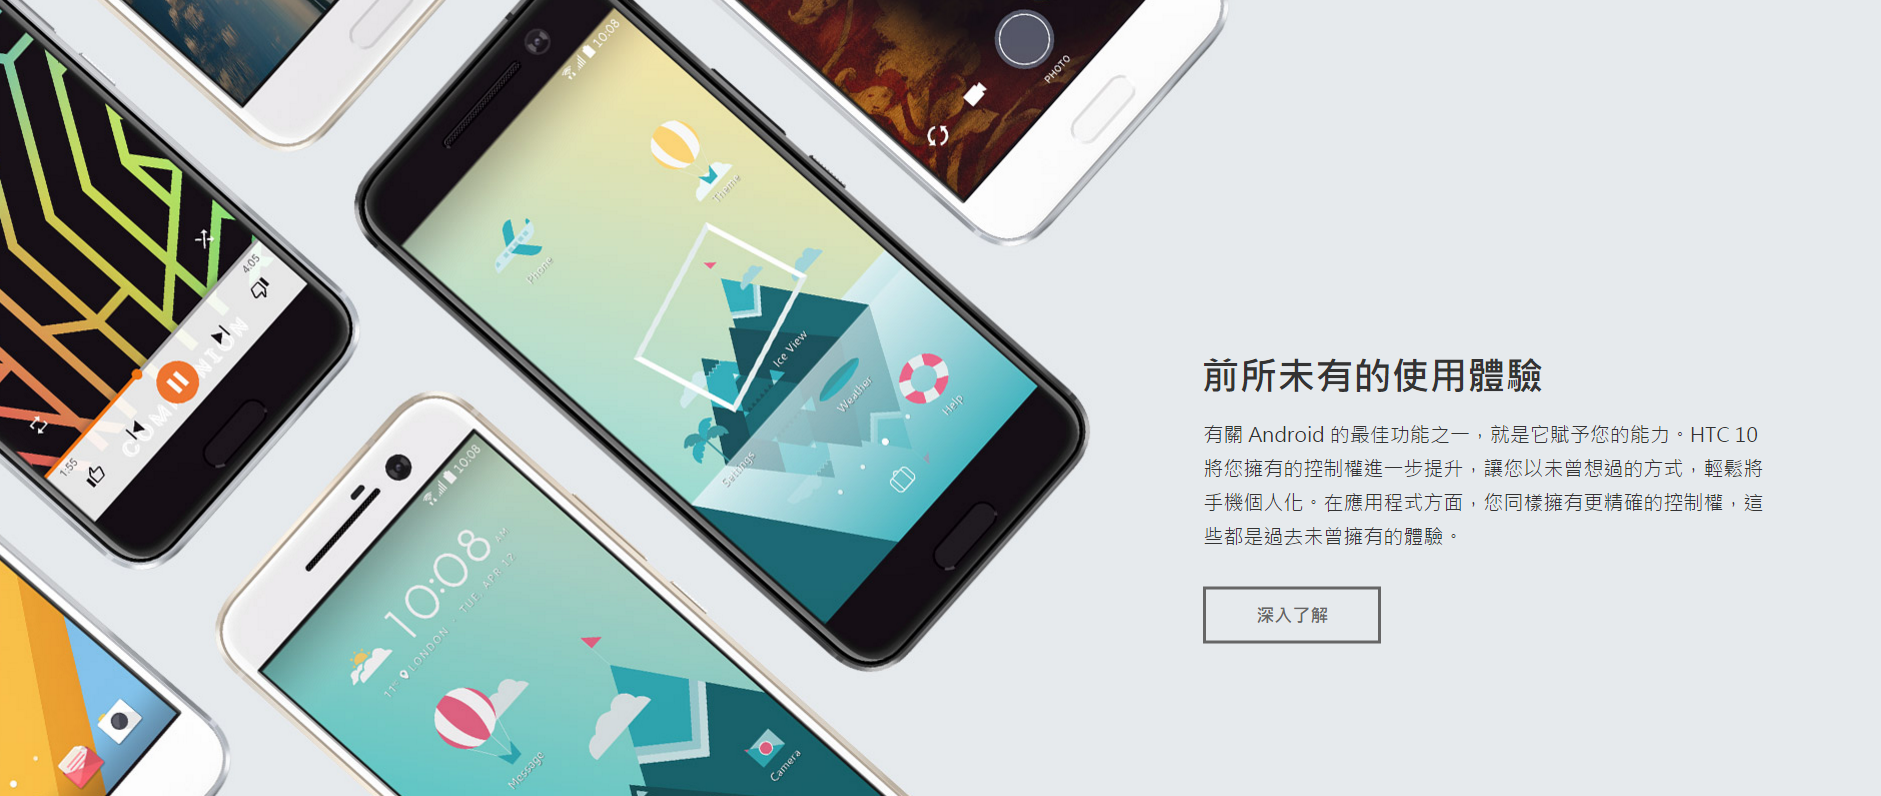 10:08
PHOTO
Theme
Phone
4:05
Ice View
Weather
Help
Settings
COMPANION
1:55
10:08
10:08 AM
11° LONDON - TUE, APR 12
Message
Camera
前所未有的使用體驗
有關 Android 的最佳功能之一，就是它賦予您的能力。HTC 10
將您擁有的控制權進一步提升，讓您以未曾想過的方式，輕鬆將
手機個人化。在應用程式方面，您同樣擁有更精確的控制權，這
些都是過去未曾擁有的體驗。
深入了解